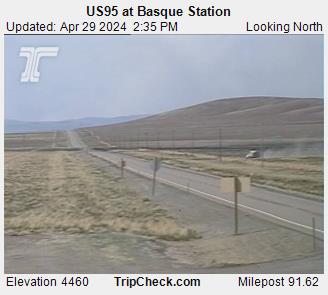 US95 at Basque Station
Updated: Apr 29 2024 2:35 PM Looking North
Elevation 4460 TripCheck.com Milepost 91.62